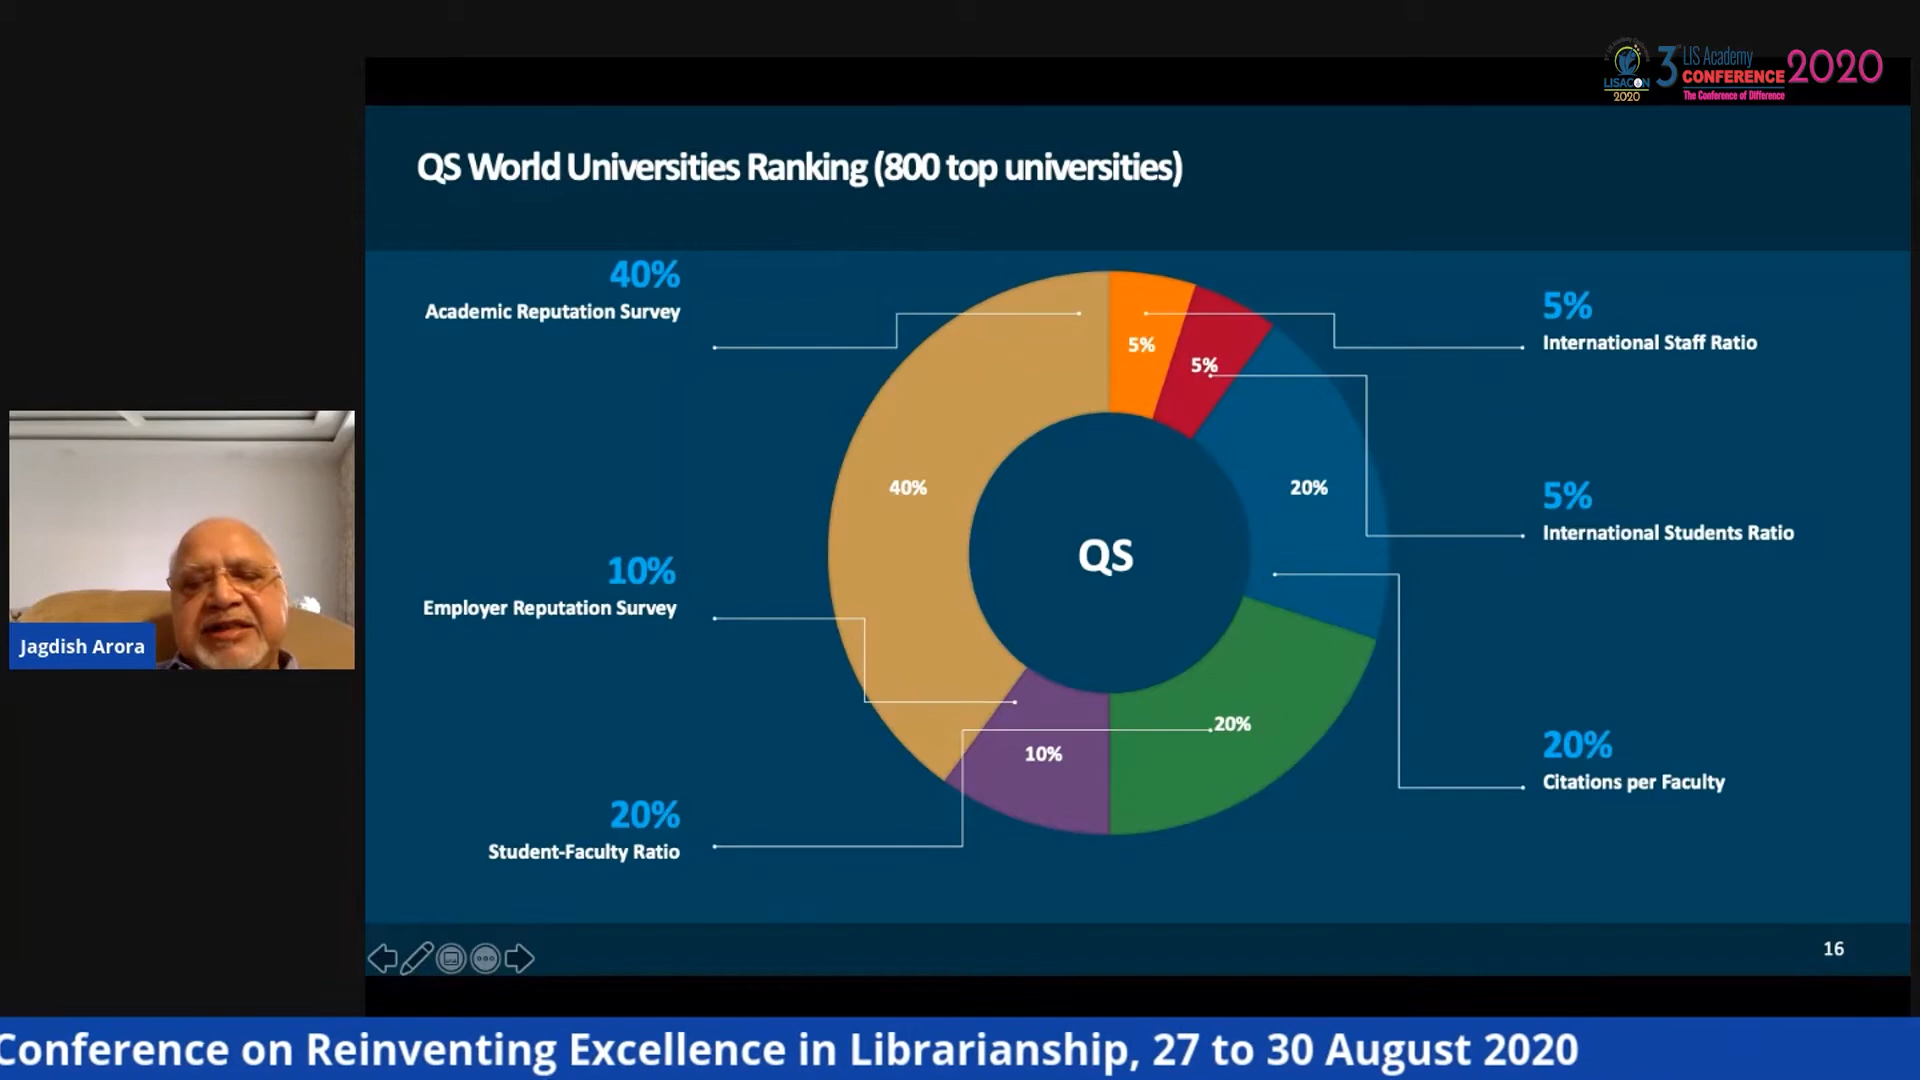 LISACON
2020
3rd
LIS Academy
CONFERENCE
The Conference of Difference
2020
QS World Universities Ranking (800 top universities)
40%
Academic Reputation Survey
10%
Employer Reputation Survey
20%
Student-Faculty Ratio
5%
5%
20%
40%
QS
20%
10%
5%
International Staff Ratio
5%
International Students Ratio
20%
Citations per Faculty
Jagdish Arora
16
Conference on Reinventing Excellence in Librarianship, 27 to 30 August 2020